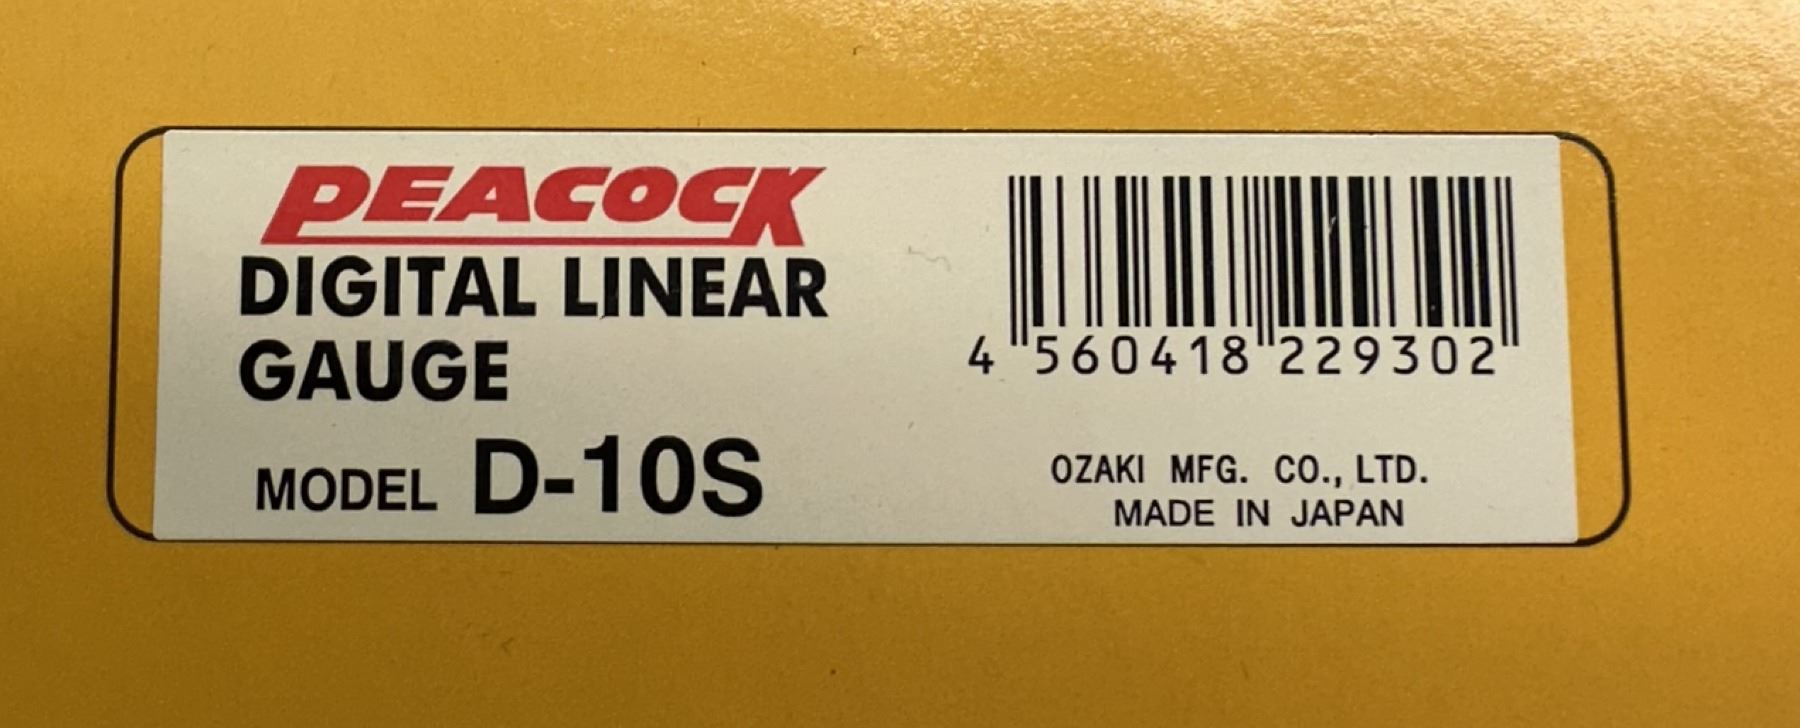 PEACOCK
DIGITAL LINEAR
GAUGE
MODEL D-10S
4 560418 229302
OZAKI MFG. CO., LTD.
MADE IN JAPAN